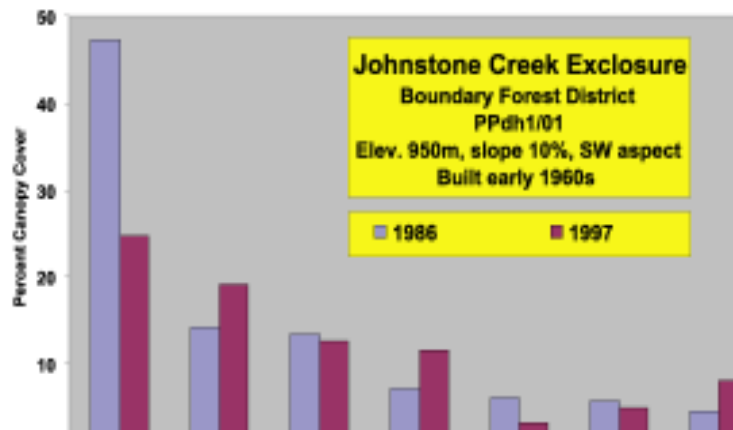 50
40
30
20
10
Percent Canopy Cover
Johnstone Creek Exclosure
Boundary Forest District
PPdh1/01
Elev. 950m, slope 10%, SW aspect
Built early 1960s
1986
1997